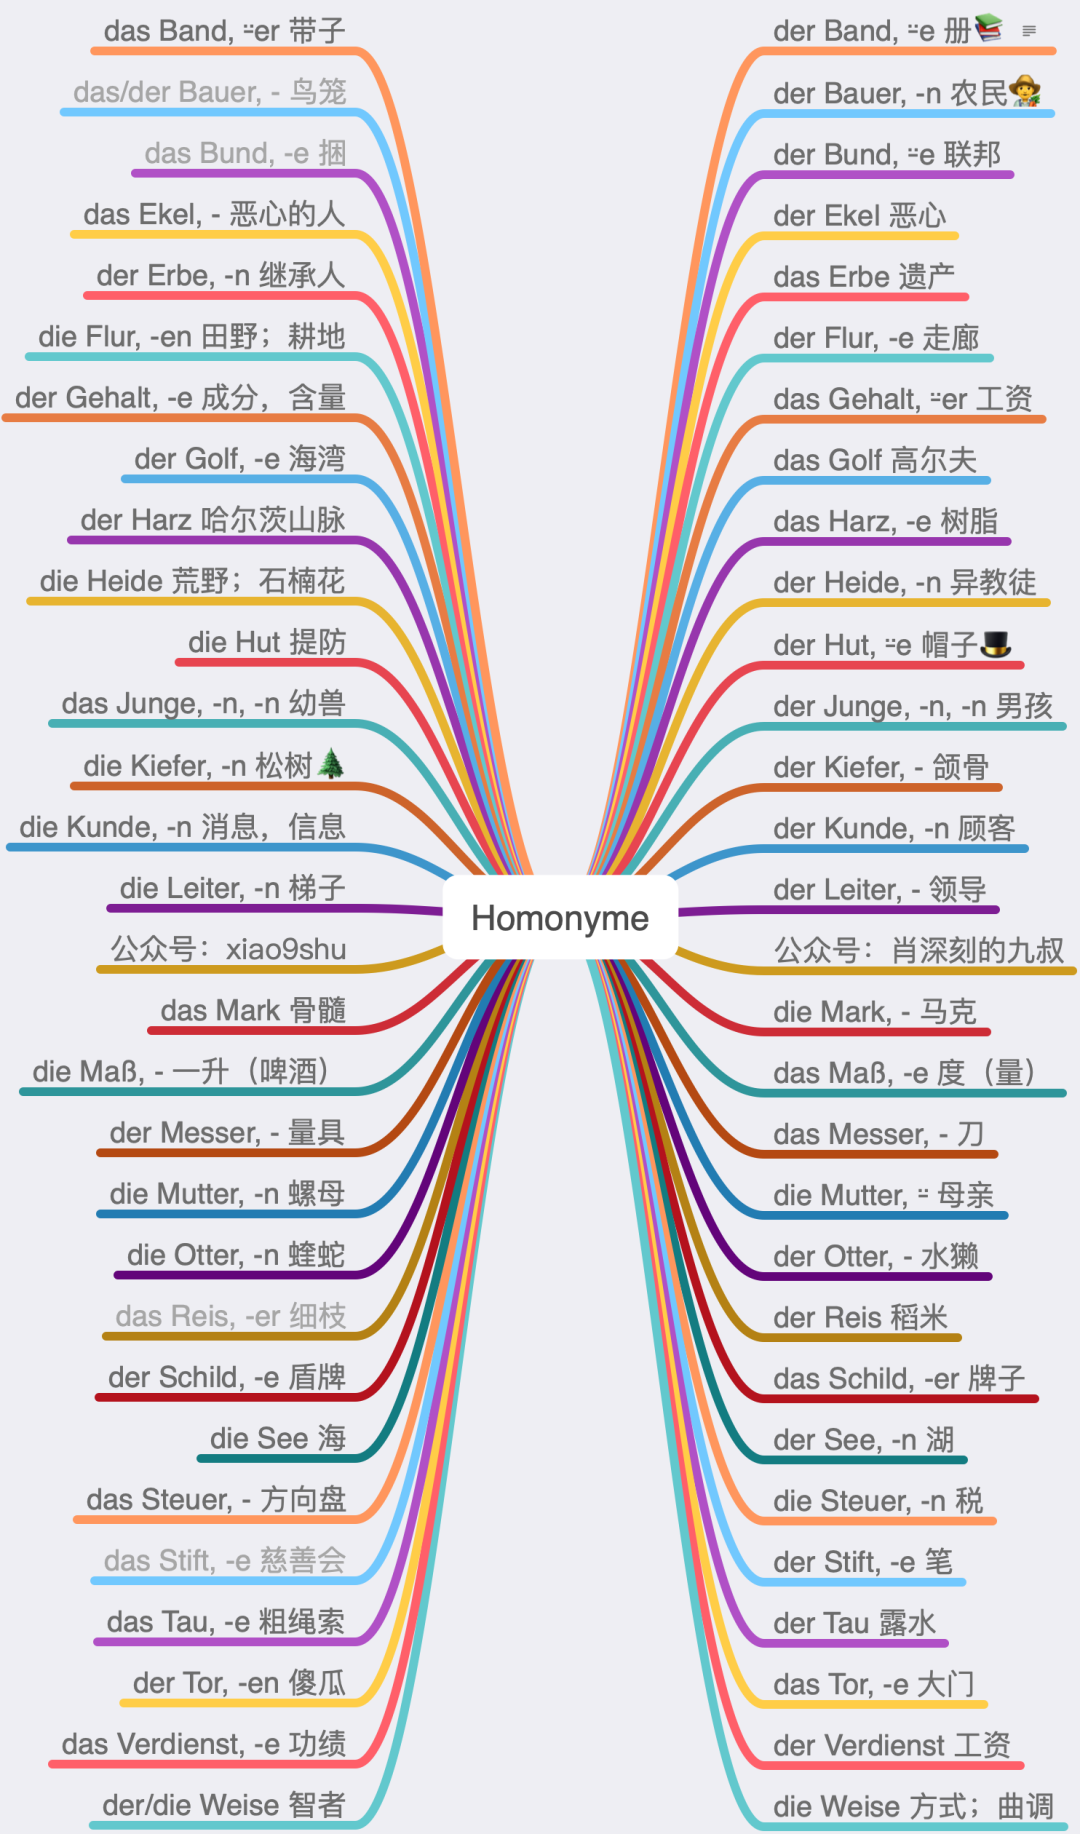 das Band, ⸚er 带子
das/der Bauer, - 鸟笼
das Bund, -e 捆
das Ekel, - 恶心的人
der Erbe, -n 继承人
die Flur, -en 田野；耕地
der Gehalt, -e 成分，含量
der Golf, -e 海湾
der Harz 哈尔茨山脉
die Heide 荒野；石楠花
die Hut 提防
das Junge, -n, -n 幼兽
die Kiefer, -n 松树🌲
die Kunde, -n 消息，信息
die Leiter, -n 梯子
公众号：xiao9shu
das Mark 骨髓
die Maß, - 一升（啤酒）
der Messer, - 量具
die Mutter, -n 螺母
die Otter, -n 蝰蛇
das Reis, -er 细枝
der Schild, -e 盾牌
die See 海
das Steuer, - 方向盘
das Stift, -e 慈善会
das Tau, -e 粗绳索
der Tor, -en 傻瓜
das Verdienst, -e 功绩
der/die Weise 智者
Homonyme
der Band, ⸚e 册📚
der Bauer, -n 农民🧑‍🌾
der Bund, ⸚e 联邦
der Ekel 恶心
das Erbe 遗产
der Flur, -e 走廊
das Gehalt, ⸚er 工资
das Golf 高尔夫
das Harz, -e 树脂
der Heide, -n 异教徒
der Hut, ⸚e 帽子🎩
der Junge, -n, -n 男孩
der Kiefer, - 颌骨
der Kunde, -n 顾客
der Leiter, - 领导
公众号：肖深刻的九叔
die Mark, - 马克
das Maß, -e 度（量）
das Messer, - 刀
die Mutter, ⸚ 母亲
der Otter, - 水獭
der Reis 稻米
das Schild, -er 牌子
der See, -n 湖
die Steuer, -n 税
der Stift, -e 笔
der Tau 露水
das Tor, -e 大门
der Verdienst 工资
die Weise 方式；曲调